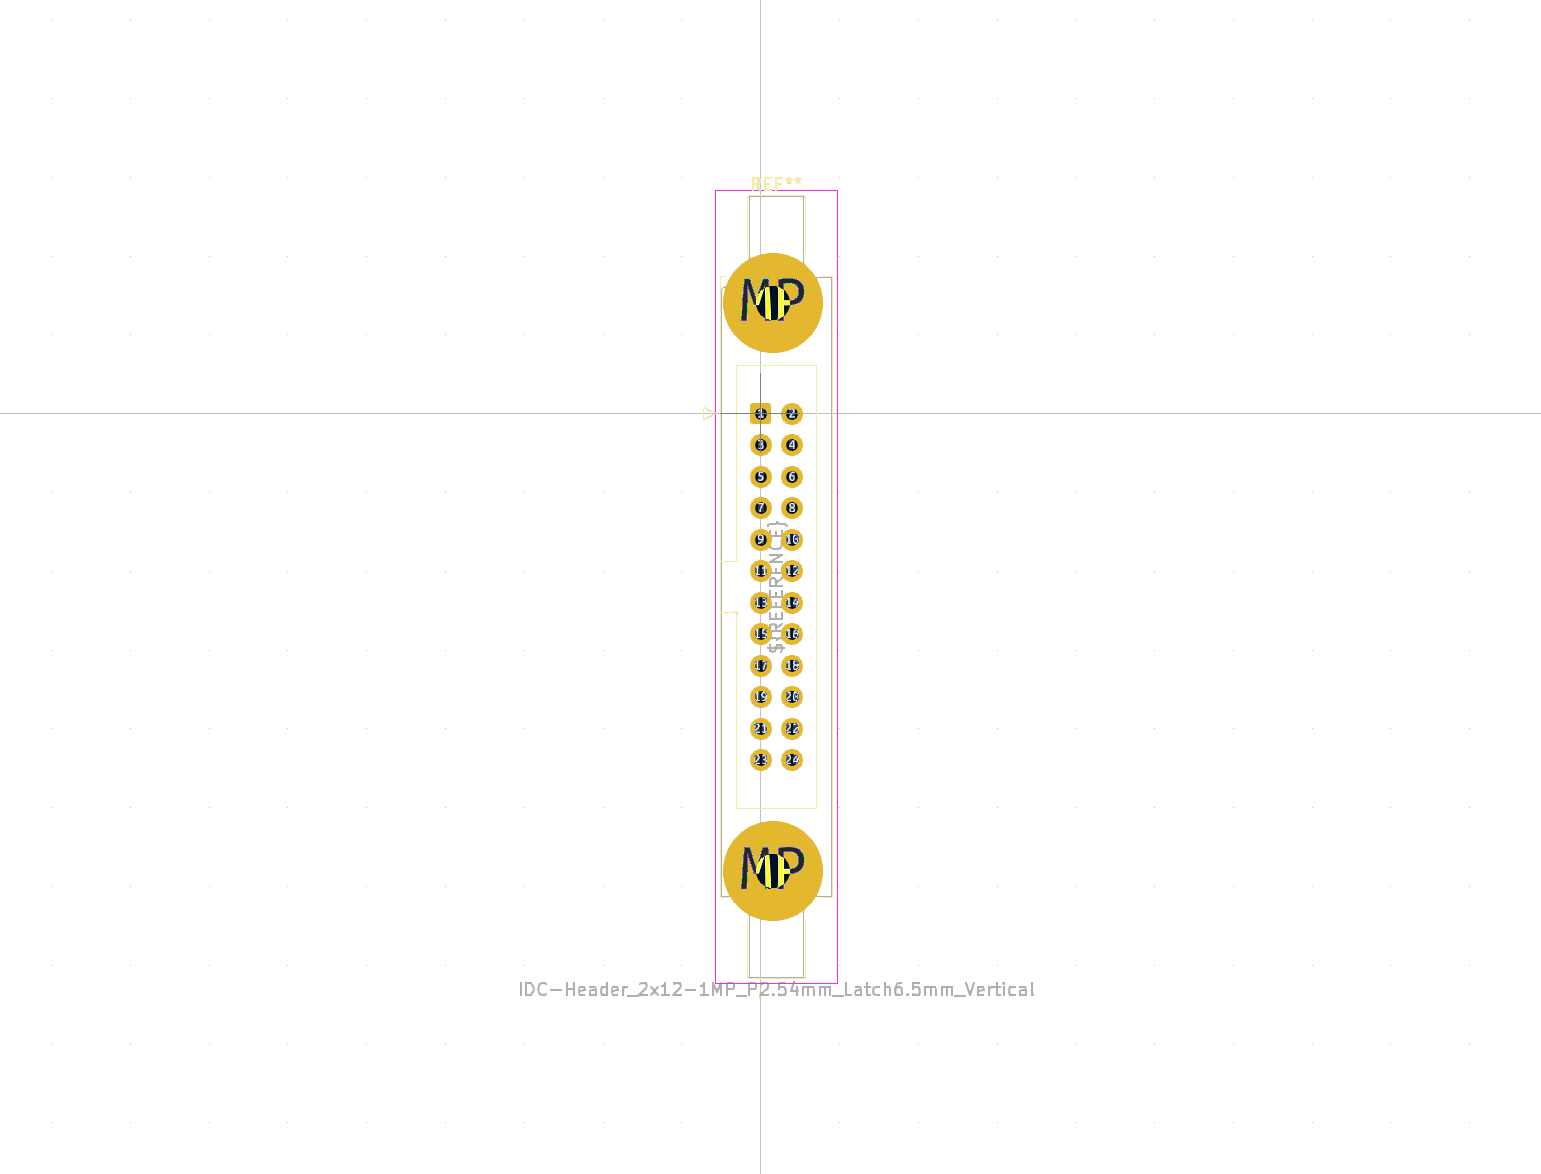 REF**
MP
1 2
3 4
5 6
7 8
9 10
11 12
13 14
15 16
17 18
19 20
21 22
23 24
${REFERENCE}
MP
IDC-Header_2x12-1MP_P2.54mm_Latch6.5mm_Vertical